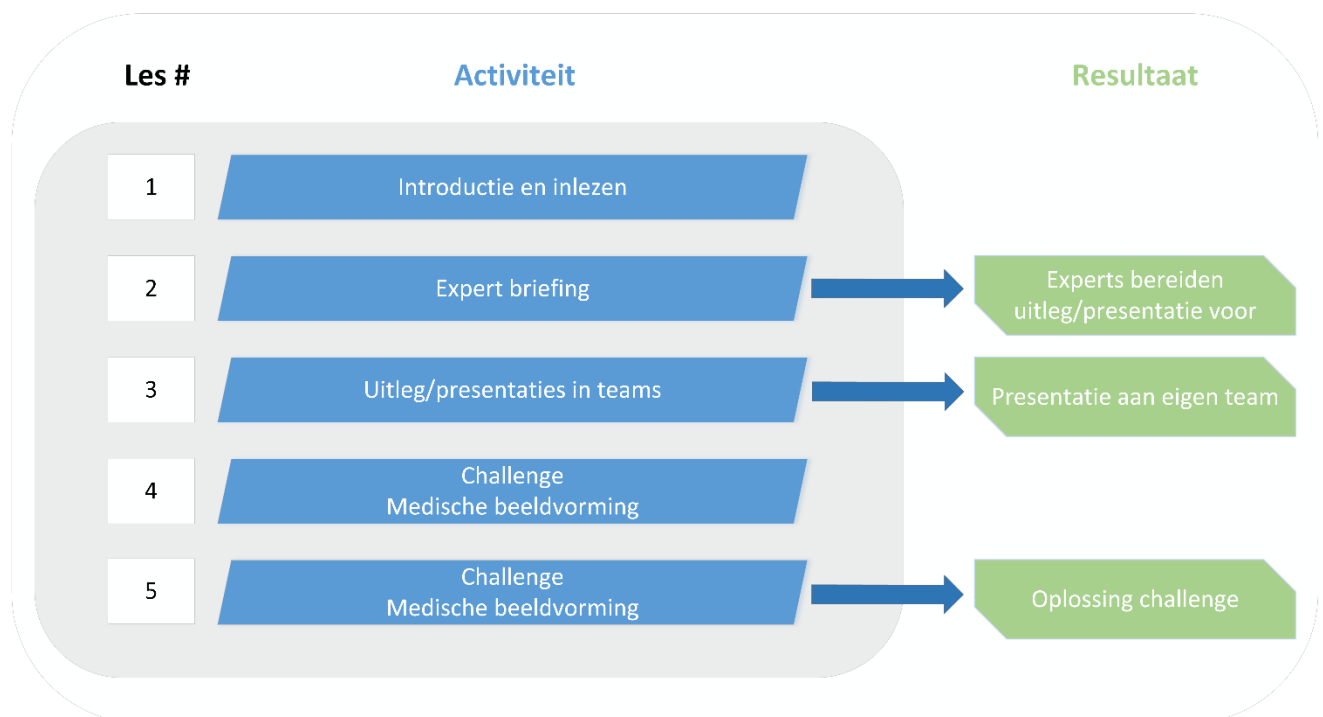 Les #
Activiteit
Resultaat
1
Introductie en inlezen
2
Expert briefing
Experts bereiden
uitleg/presentatie voor
3
Uitleg/presentaties in teams
Presentatie aan eigen team
4
Challenge
Medische beeldvorming
5
Challenge
Medische beeldvorming
Oplossing challenge